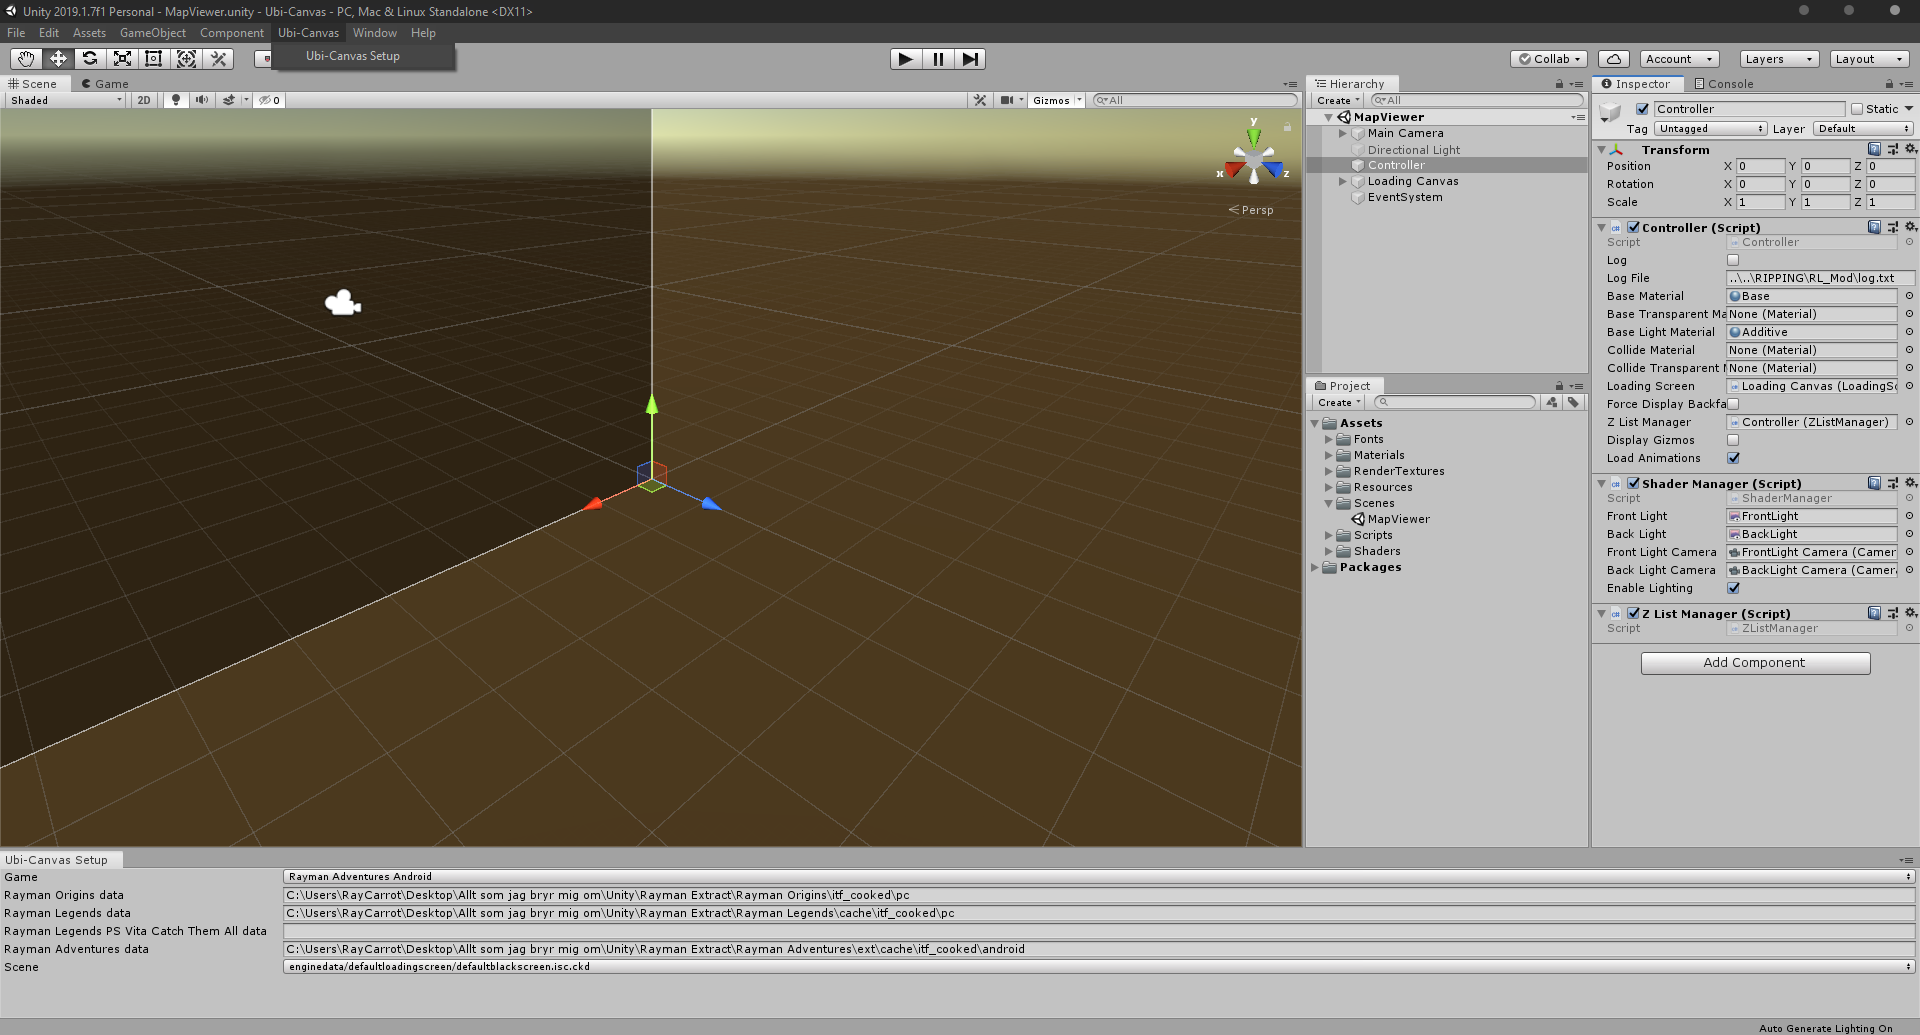 Unity 2019.1.7f1 Personal - MapViewer.unity - Ubi-Canvas - PC, Mac & Linux Standalone <DX11>
File Edit Assets GameObject Component Ubi-Canvas Window Help
Ubi-Canvas Setup
Collab Account Layers Layout
Scene Game
Shaded 2D 0 Gizmos All
y
x z
Persp
Hierarchy
Create All
MapViewer
Main Camera
Directional Light
Controller
Loading Canvas
EventSystem
Project
Create
Assets
Fonts
Materials
RenderTextures
Resources
Scenes
MapViewer
Scripts
Shaders
Packages
Inspector Console
Controller Static
Tag Untagged Layer Default
Transform
Position X 0 Y 0 Z 0
Rotation X 0 Y 0 Z 0
Scale X 1 Y 1 Z 1
Controller (Script)
Script Controller
Log
Log File ..\..\RIPPING\RL_Mod\log.txt
Base Material Base
Base Transparent Ma None (Material)
Base Light Material Additive
Collide Material None (Material)
Collide Transparent None (Material)
Loading Screen Loading Canvas (LoadingSc
Force Display Backfa
Z List Manager Controller (ZListManager)
Display Gizmos
Load Animations
Shader Manager (Script)
Script ShaderManager
Front Light FrontLight
Back Light BackLight
Front Light Camera FrontLight Camera (Camer
Back Light Camera BackLight Camera (Camer
Enable Lighting
Z List Manager (Script)
Script ZListManager
Add Component
Ubi-Canvas Setup
Game Rayman Adventures Android
Rayman Origins data C:\Users\RayCarrot\Desktop\Allt som jag bryr mig om\Unity\Rayman Extract\Rayman Origins\itf_cooked\pc
Rayman Legends data C:\Users\RayCarrot\Desktop\Allt som jag bryr mig om\Unity\Rayman Extract\Rayman Legends\cache\itf_cooked\pc
Rayman Legends PS Vita Catch Them All data
Rayman Adventures data C:\Users\RayCarrot\Desktop\Allt som jag bryr mig om\Unity\Rayman Extract\Rayman Adventures\ext\cache\itf_cooked\android
Scene enginedata/defaultloadingscreen/defaultblackscreen.isc.ckd
Auto Generate Lighting On